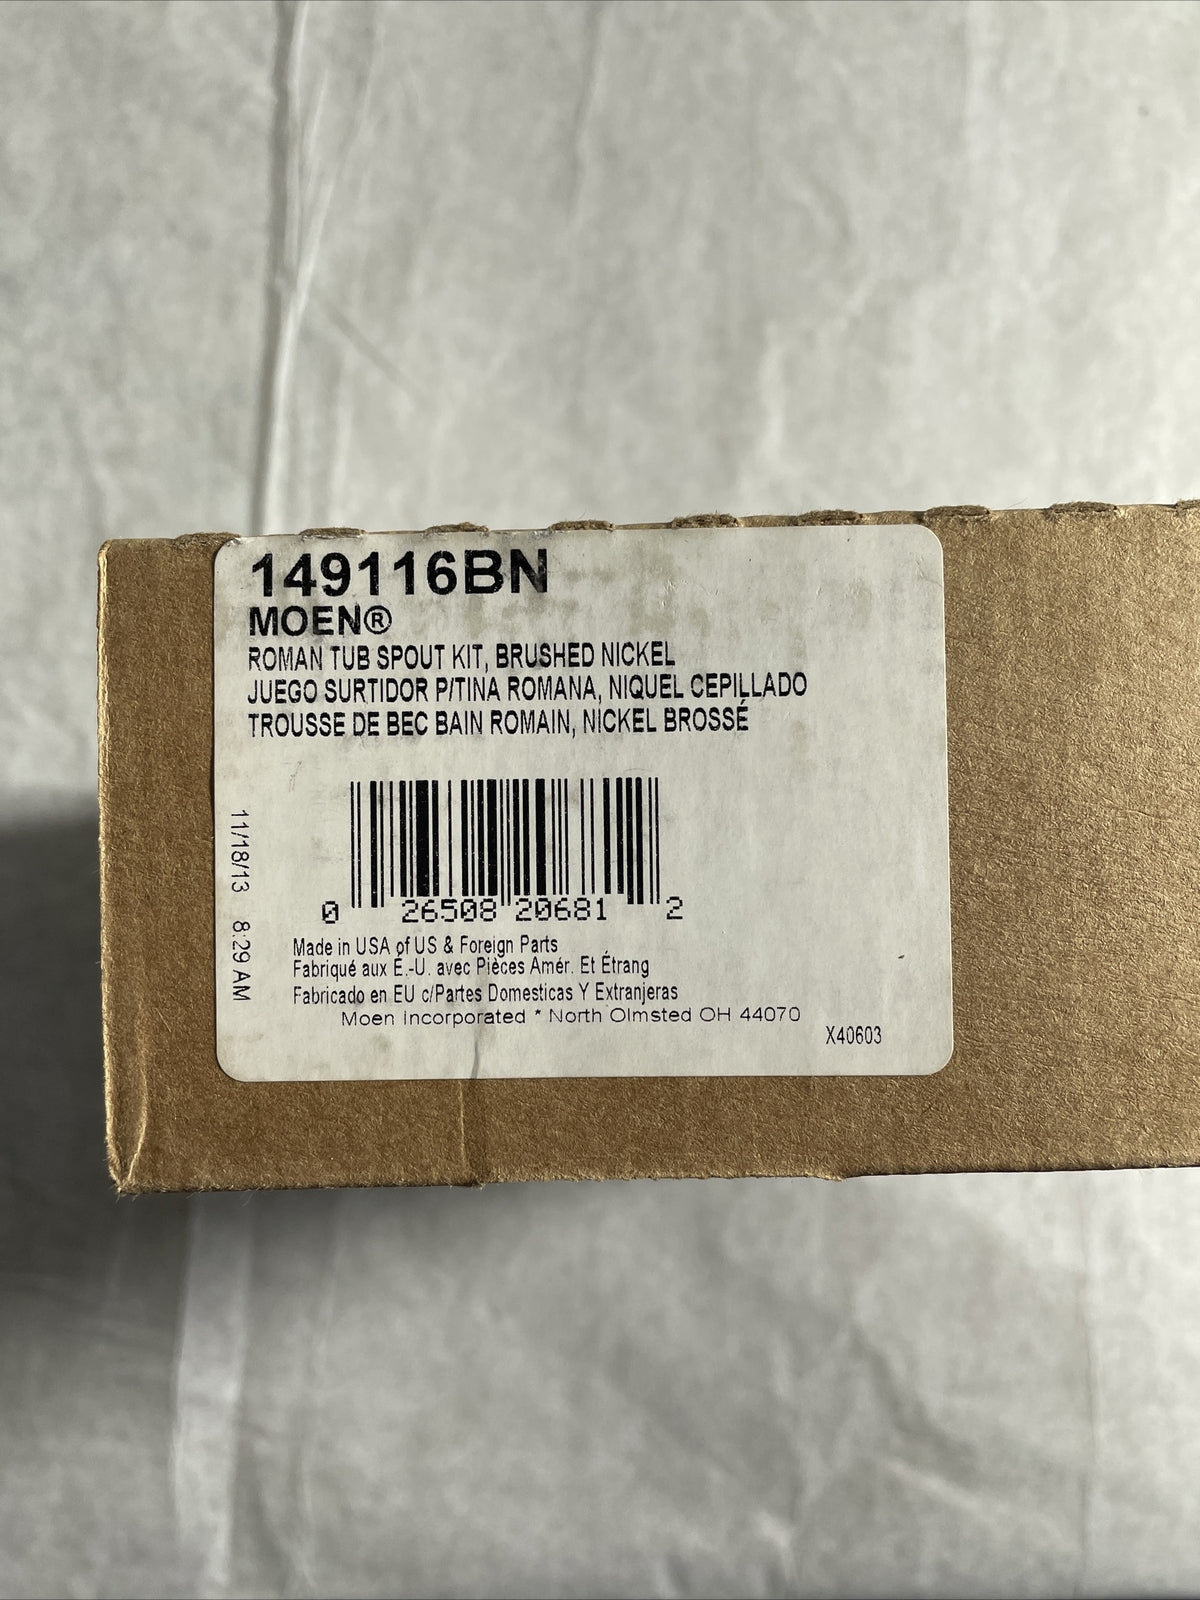 149116BN
MOEN®
ROMAN TUB SPOUT KIT, BRUSHED NICKEL
JUEGO SURTIDOR P/TINA ROMANA, NIQUEL CEPILLADO
TROUSSE DE BEC BAIN ROMAIN, NICKEL BROSSÉ
11/18/13 8:29 AM
0 26508 20681 2
Made in USA of US & Foreign Parts
Fabriqué aux É.-U. avec Pièces Amér. Et Étrang
Fabricado en EU c/Partes Domesticas Y Extranjeras
Moen Incorporated * North Olmsted OH 44070
X40603